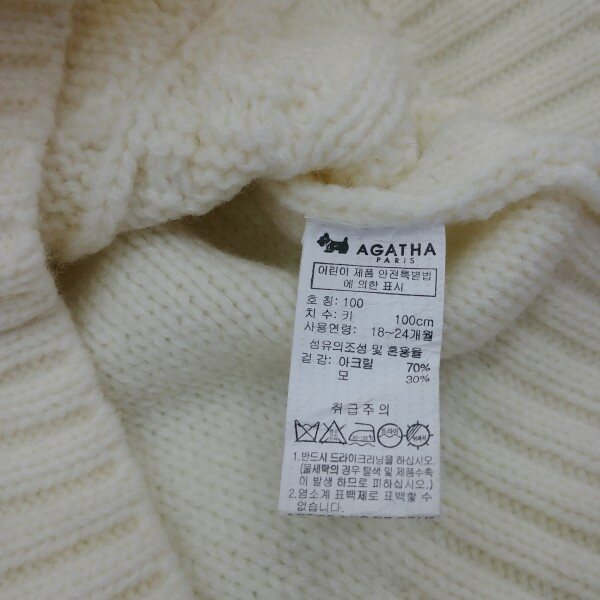 AGATHA
PARIS
어린이 제품 안전특별법
에 의한 표시
호 칭: 100
치 수: 키 100cm
사용연령: 18~24개월
섬유의조성 및 혼용율
겉 감: 아크릴 70%
모 30%
취급주의
드라이
1.반드시 드라이크리닝을 하십시오.
(물세탁의 경우 탈색 및 제품수축
이 발생 하므로 피하십시오.)
2.염소계 표백제로 표백할 수
없습니다.